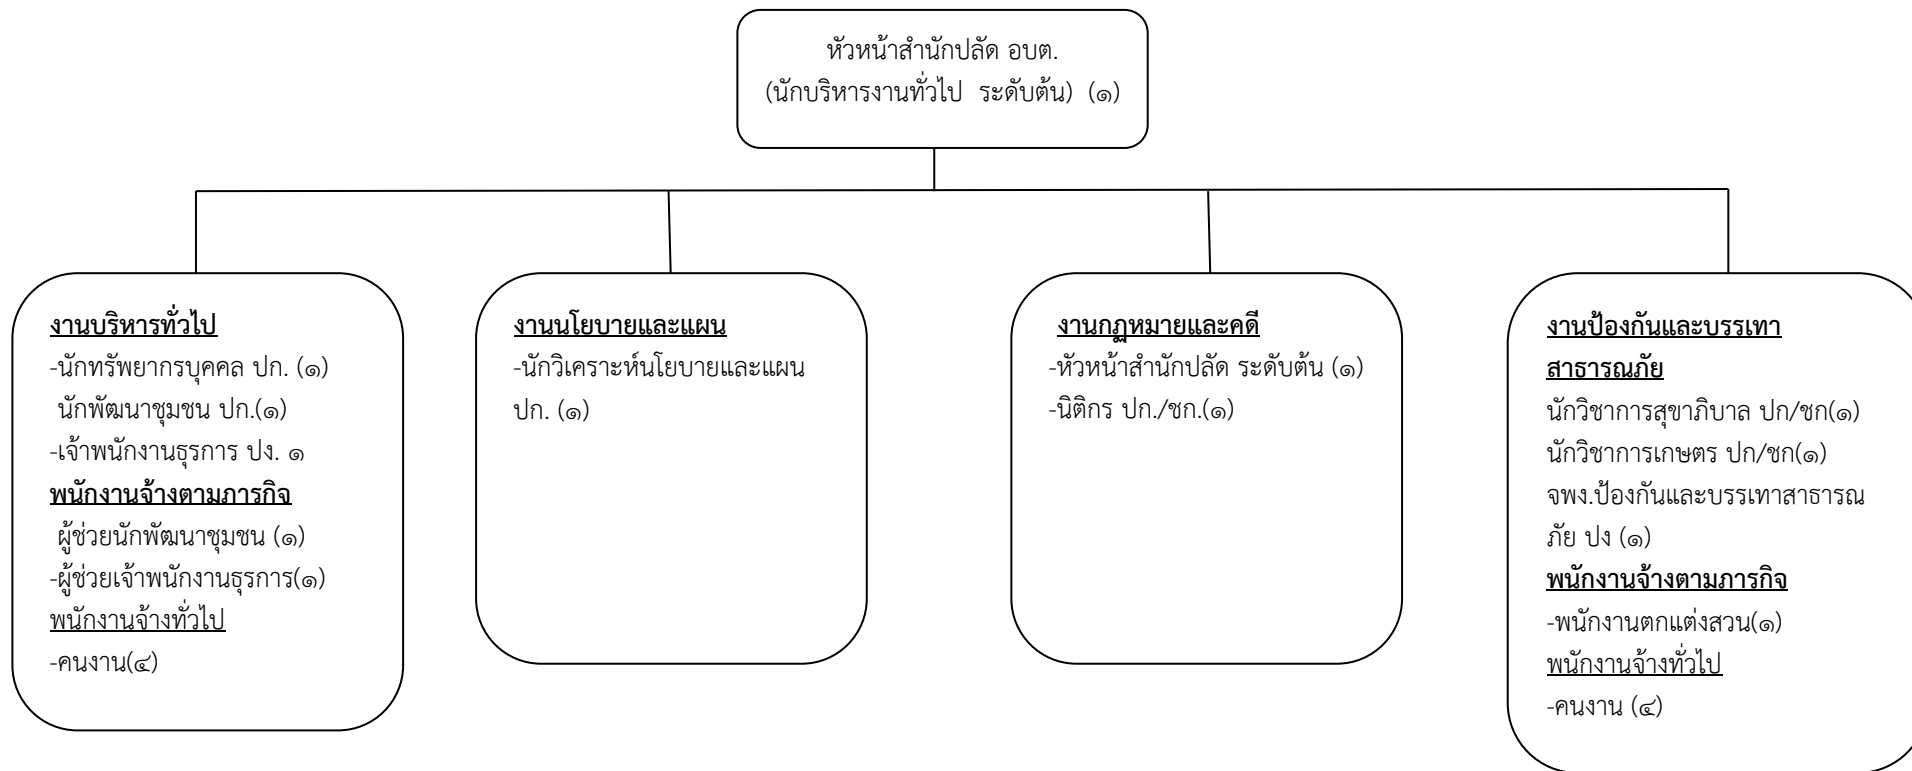 หัวหน้าสำนักปลัด อบต.
(นักบริหารงานทั่วไป ระดับต้น) (๑)
งานบริหารทั่วไป
-นักทรัพยากรบุคคล ปก. (๑)
นักพัฒนาชุมชน ปก.(๑)
-เจ้าพนักงานธุรการ ปง. ๑
พนักงานจ้างตามภารกิจ
ผู้ช่วยนักพัฒนาชุมชน (๑)
-ผู้ช่วยเจ้าพนักงานธุรการ(๑)
พนักงานจ้างทั่วไป
-คนงาน(๔)
งานนโยบายและแผน
-นักวิเคราะห์นโยบายและแผน
ปก. (๑)
งานกฎหมายและคดี
-หัวหน้าสำนักปลัด ระดับต้น (๑)
-นิติกร ปก./ชก.(๑)
งานป้องกันและบรรเทา
สาธารณภัย
นักวิชาการสุขาภิบาล ปก/ชก(๑)
นักวิชาการเกษตร ปก/ชก(๑)
จพง.ป้องกันและบรรเทาสาธารณ
ภัย ปง (๑)
พนักงานจ้างตามภารกิจ
-พนักงานตกแต่งสวน(๑)
พนักงานจ้างทั่วไป
-คนงาน (๔)